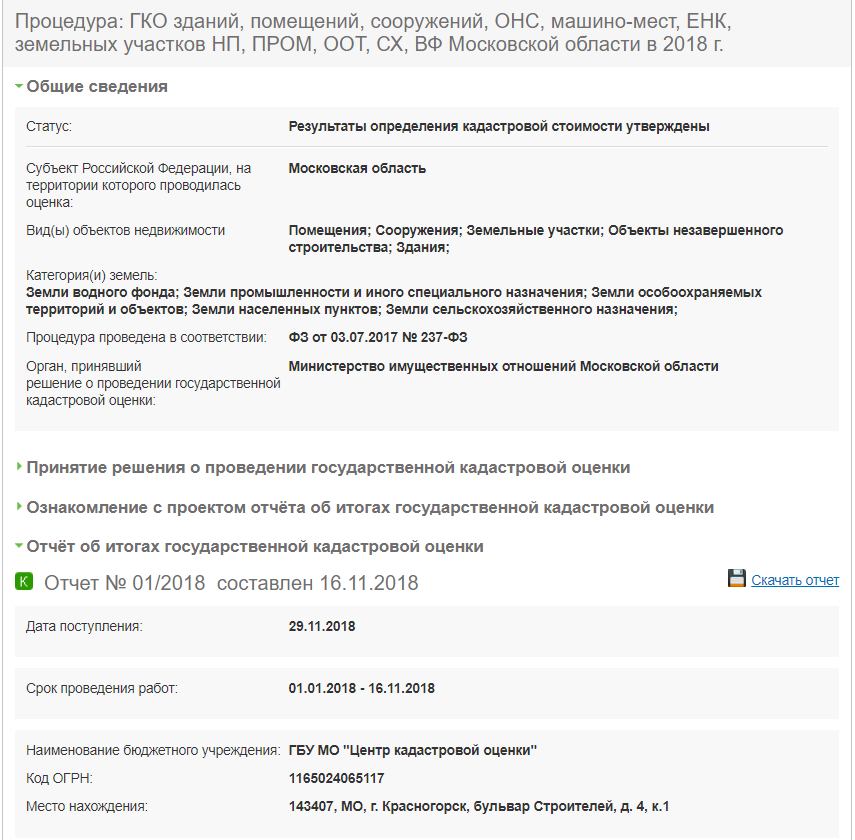 Процедура: ГКО зданий, помещений, сооружений, ОНС, машино-мест, ЕНК,
земельных участков НП, ПРОМ, ООТ, СХ, ВФ Московской области в 2018 г.
Общие сведения
Статус: Результаты определения кадастровой стоимости утверждены
Субъект Российской Федерации, на Московская область
территории которого проводилась
оценка:
Вид(ы) объектов недвижимости Помещения; Сооружения; Земельные участки; Объекты незавершенного
строительства; Здания;
Категория(и) земель:
Земли водного фонда; Земли промышленности и иного специального назначения; Земли особоохраняемых
территорий и объектов; Земли населенных пунктов; Земли сельскохозяйственного назначения;
Процедура проведена в соответствии: ФЗ от 03.07.2017 № 237-ФЗ
Орган, принявший Министерство имущественных отношений Московской области
решение о проведении государственной
кадастровой оценки:
Принятие решения о проведении государственной кадастровой оценки
Ознакомление с проектом отчёта об итогах государственной кадастровой оценки
Отчёт об итогах государственной кадастровой оценки
К Отчет № 01/2018 составлен 16.11.2018 Скачать отчет
Дата поступления: 29.11.2018
Срок проведения работ: 01.01.2018 - 16.11.2018
Наименование бюджетного учреждения: ГБУ МО "Центр кадастровой оценки"
Код ОГРН: 1165024065117
Место нахождения: 143407, МО, г. Красногорск, бульвар Строителей, д. 4, к.1